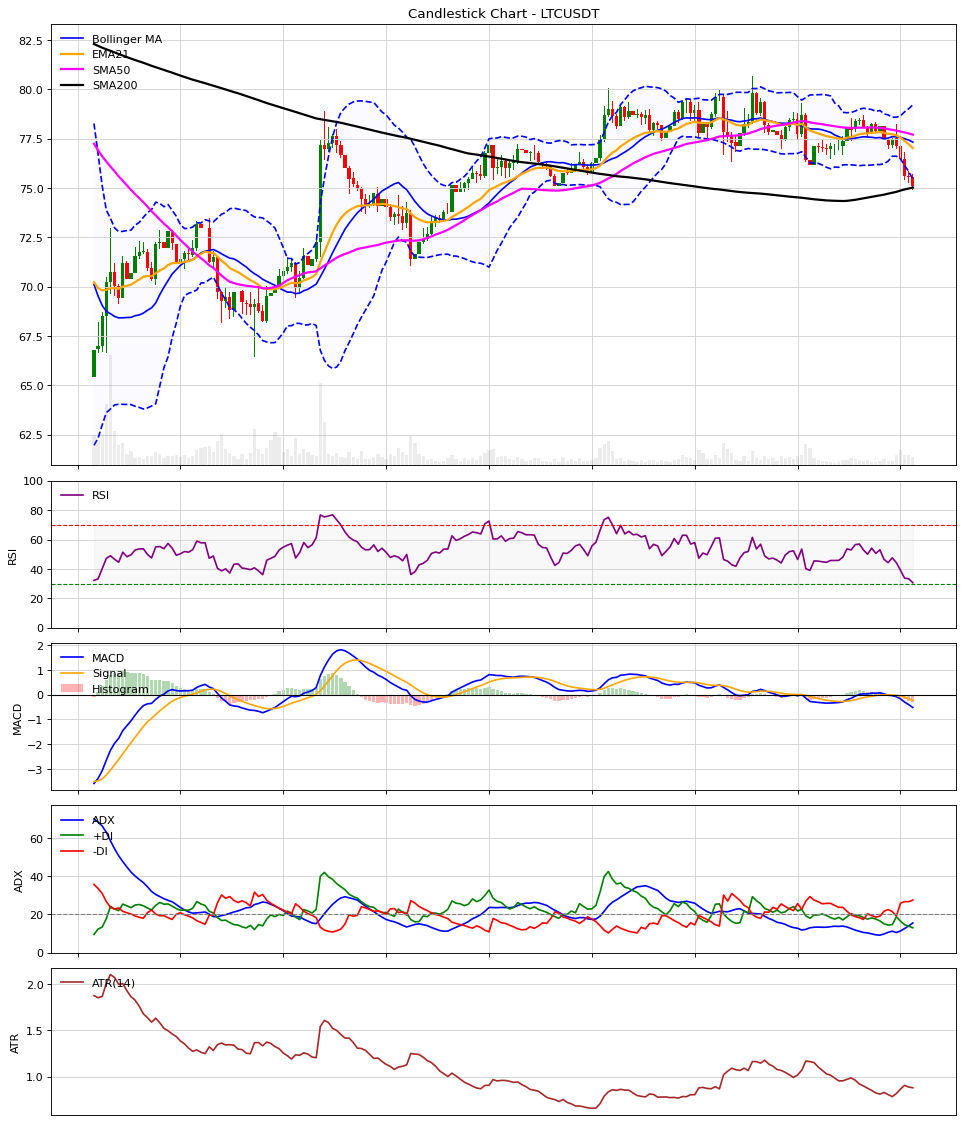 Candlestick Chart - LTCUSDT
Bollinger MA
EMA21
SMA50
SMA200
82.5
80.0
77.5
75.0
72.5
70.0
67.5
65.0
62.5
RSI
RSI
100
80
60
40
20
0
MACD
Signal
Histogram
MACD
2
1
0
−1
−2
−3
ADX
+DI
-DI
ADX
60
40
20
0
ATR(14)
ATR
2.0
1.5
1.0